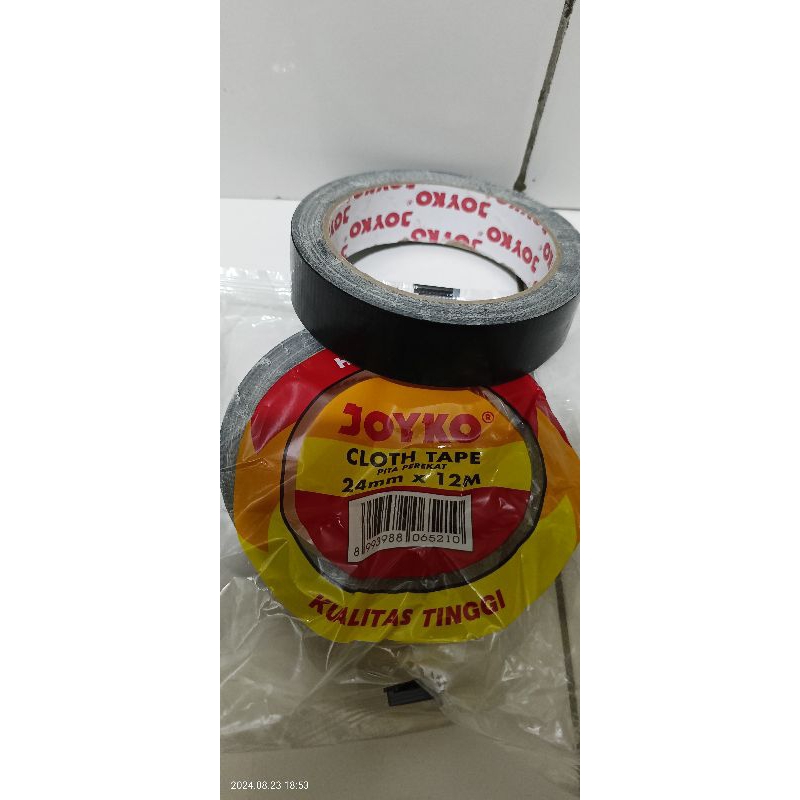 JOYKO
JOYKO
JOYKO
JOYKO
JOYKO®
CLOTH TAPE
PITA PEREKAT
24mm x 12M
8 993988 065210
KUALITAS TINGGI
2024.08.23 18:53